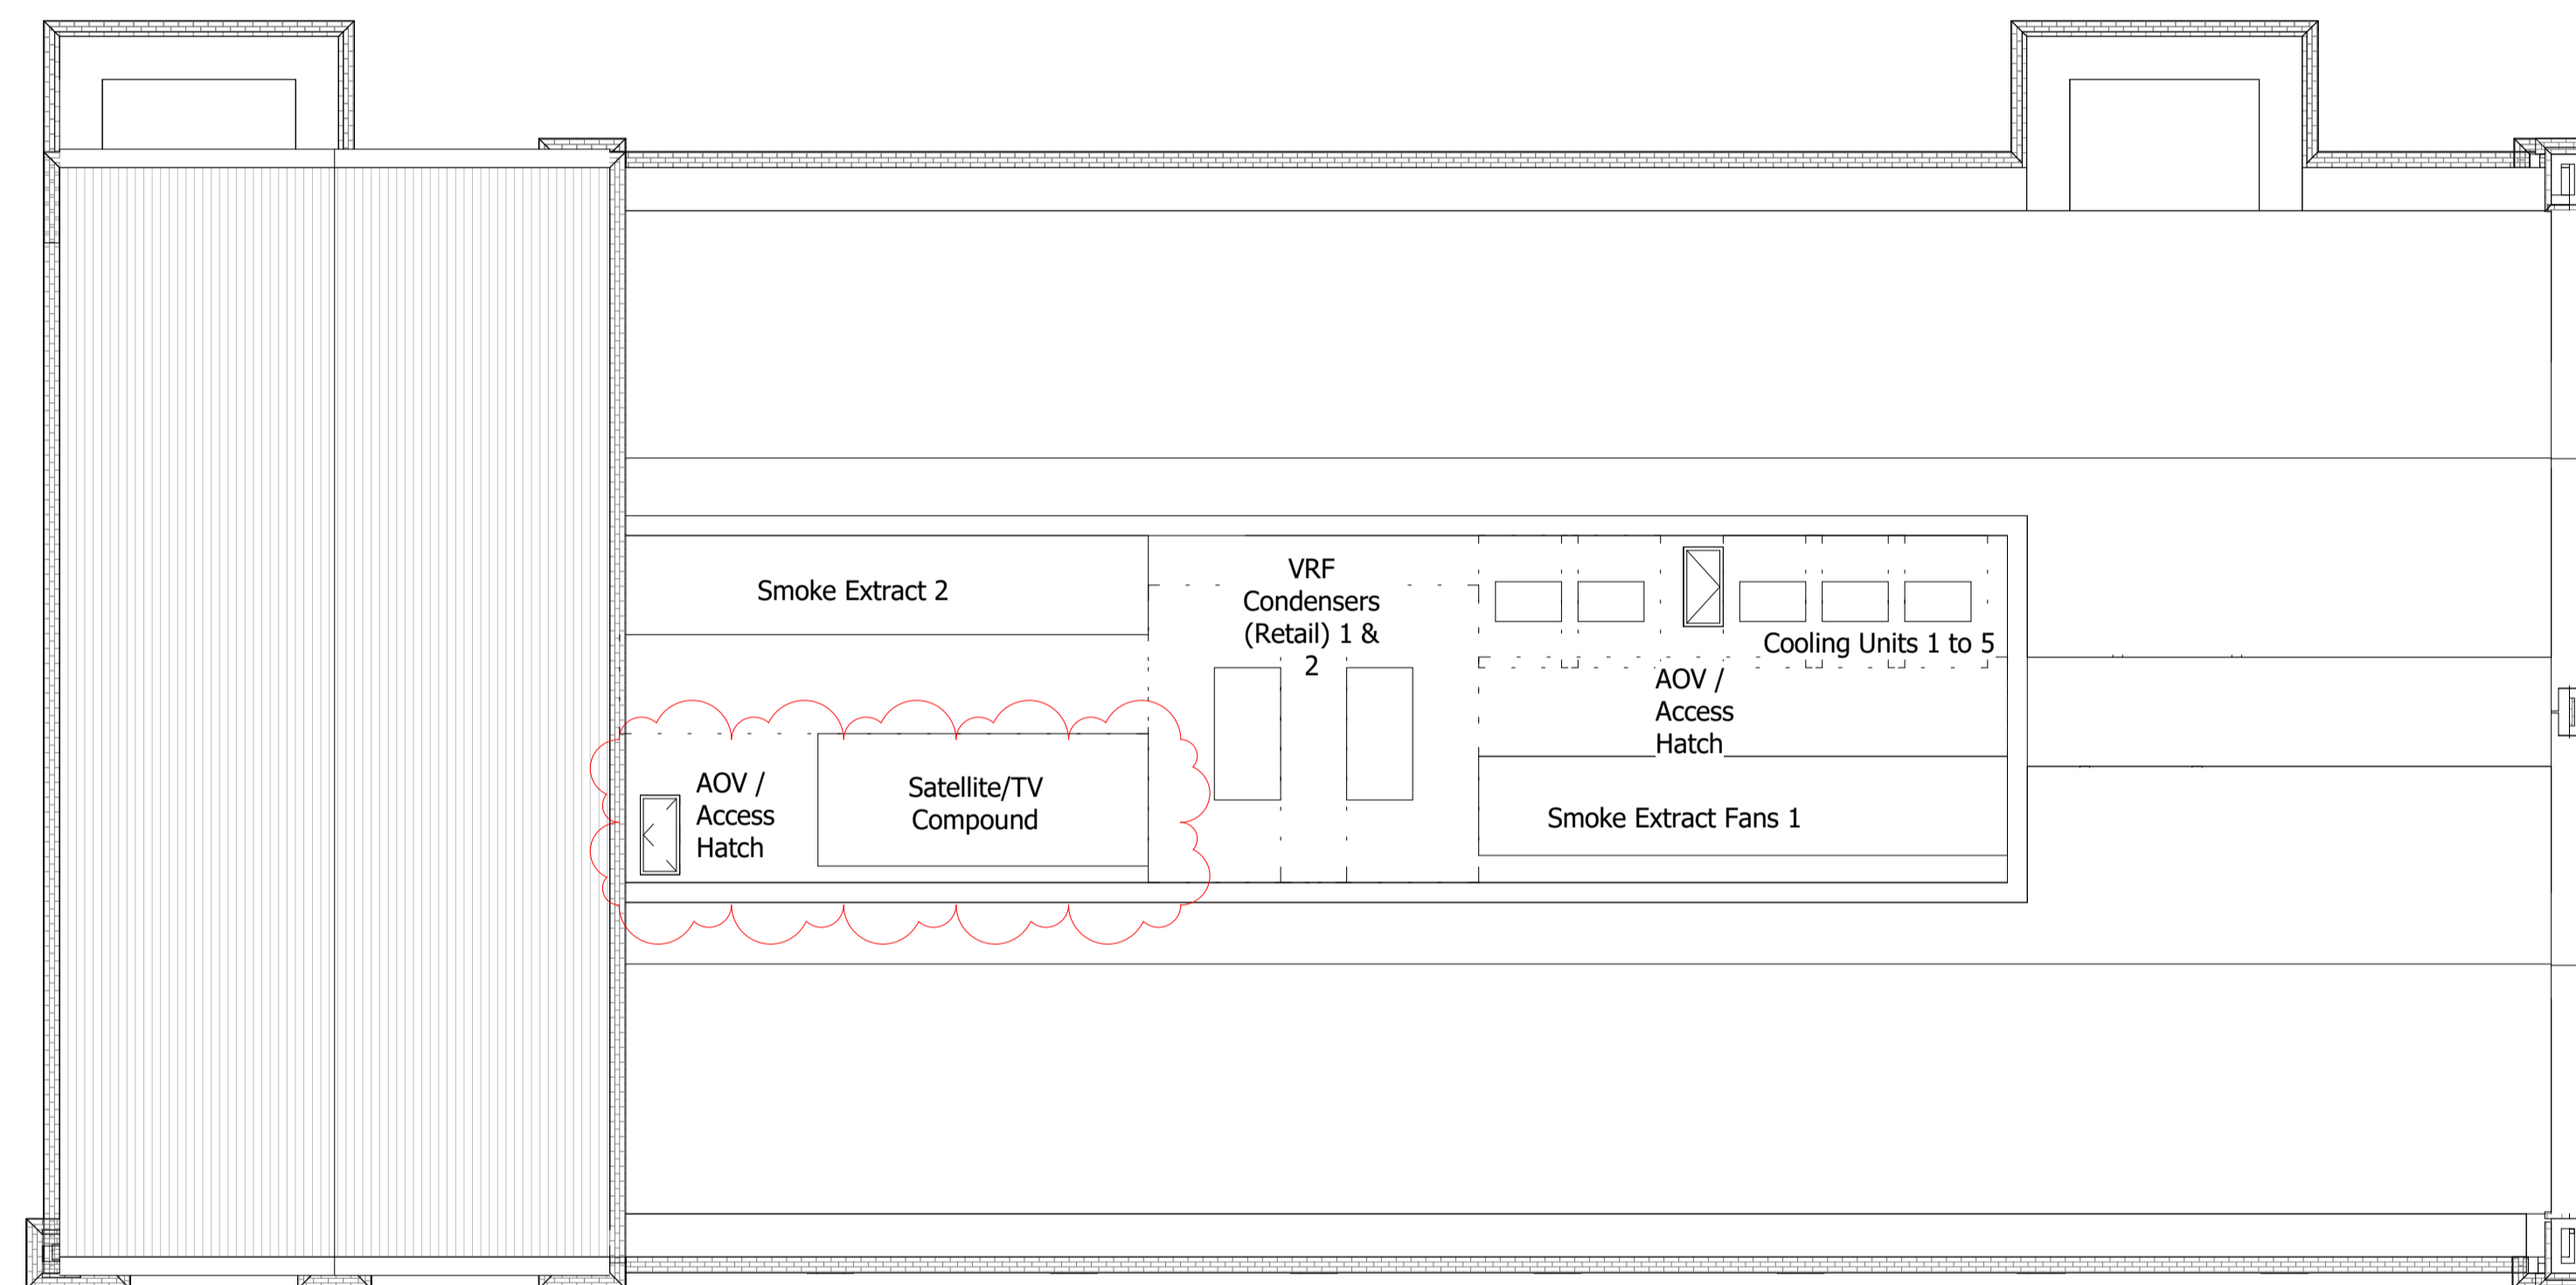 Smoke Extract 2
VRF
Condensers
(Retail) 1 &
2
Cooling Units 1 to 5
AOV /
Access
Hatch
AOV /
Access
Hatch
Satellite/TV
Compound
Smoke Extract Fans 1